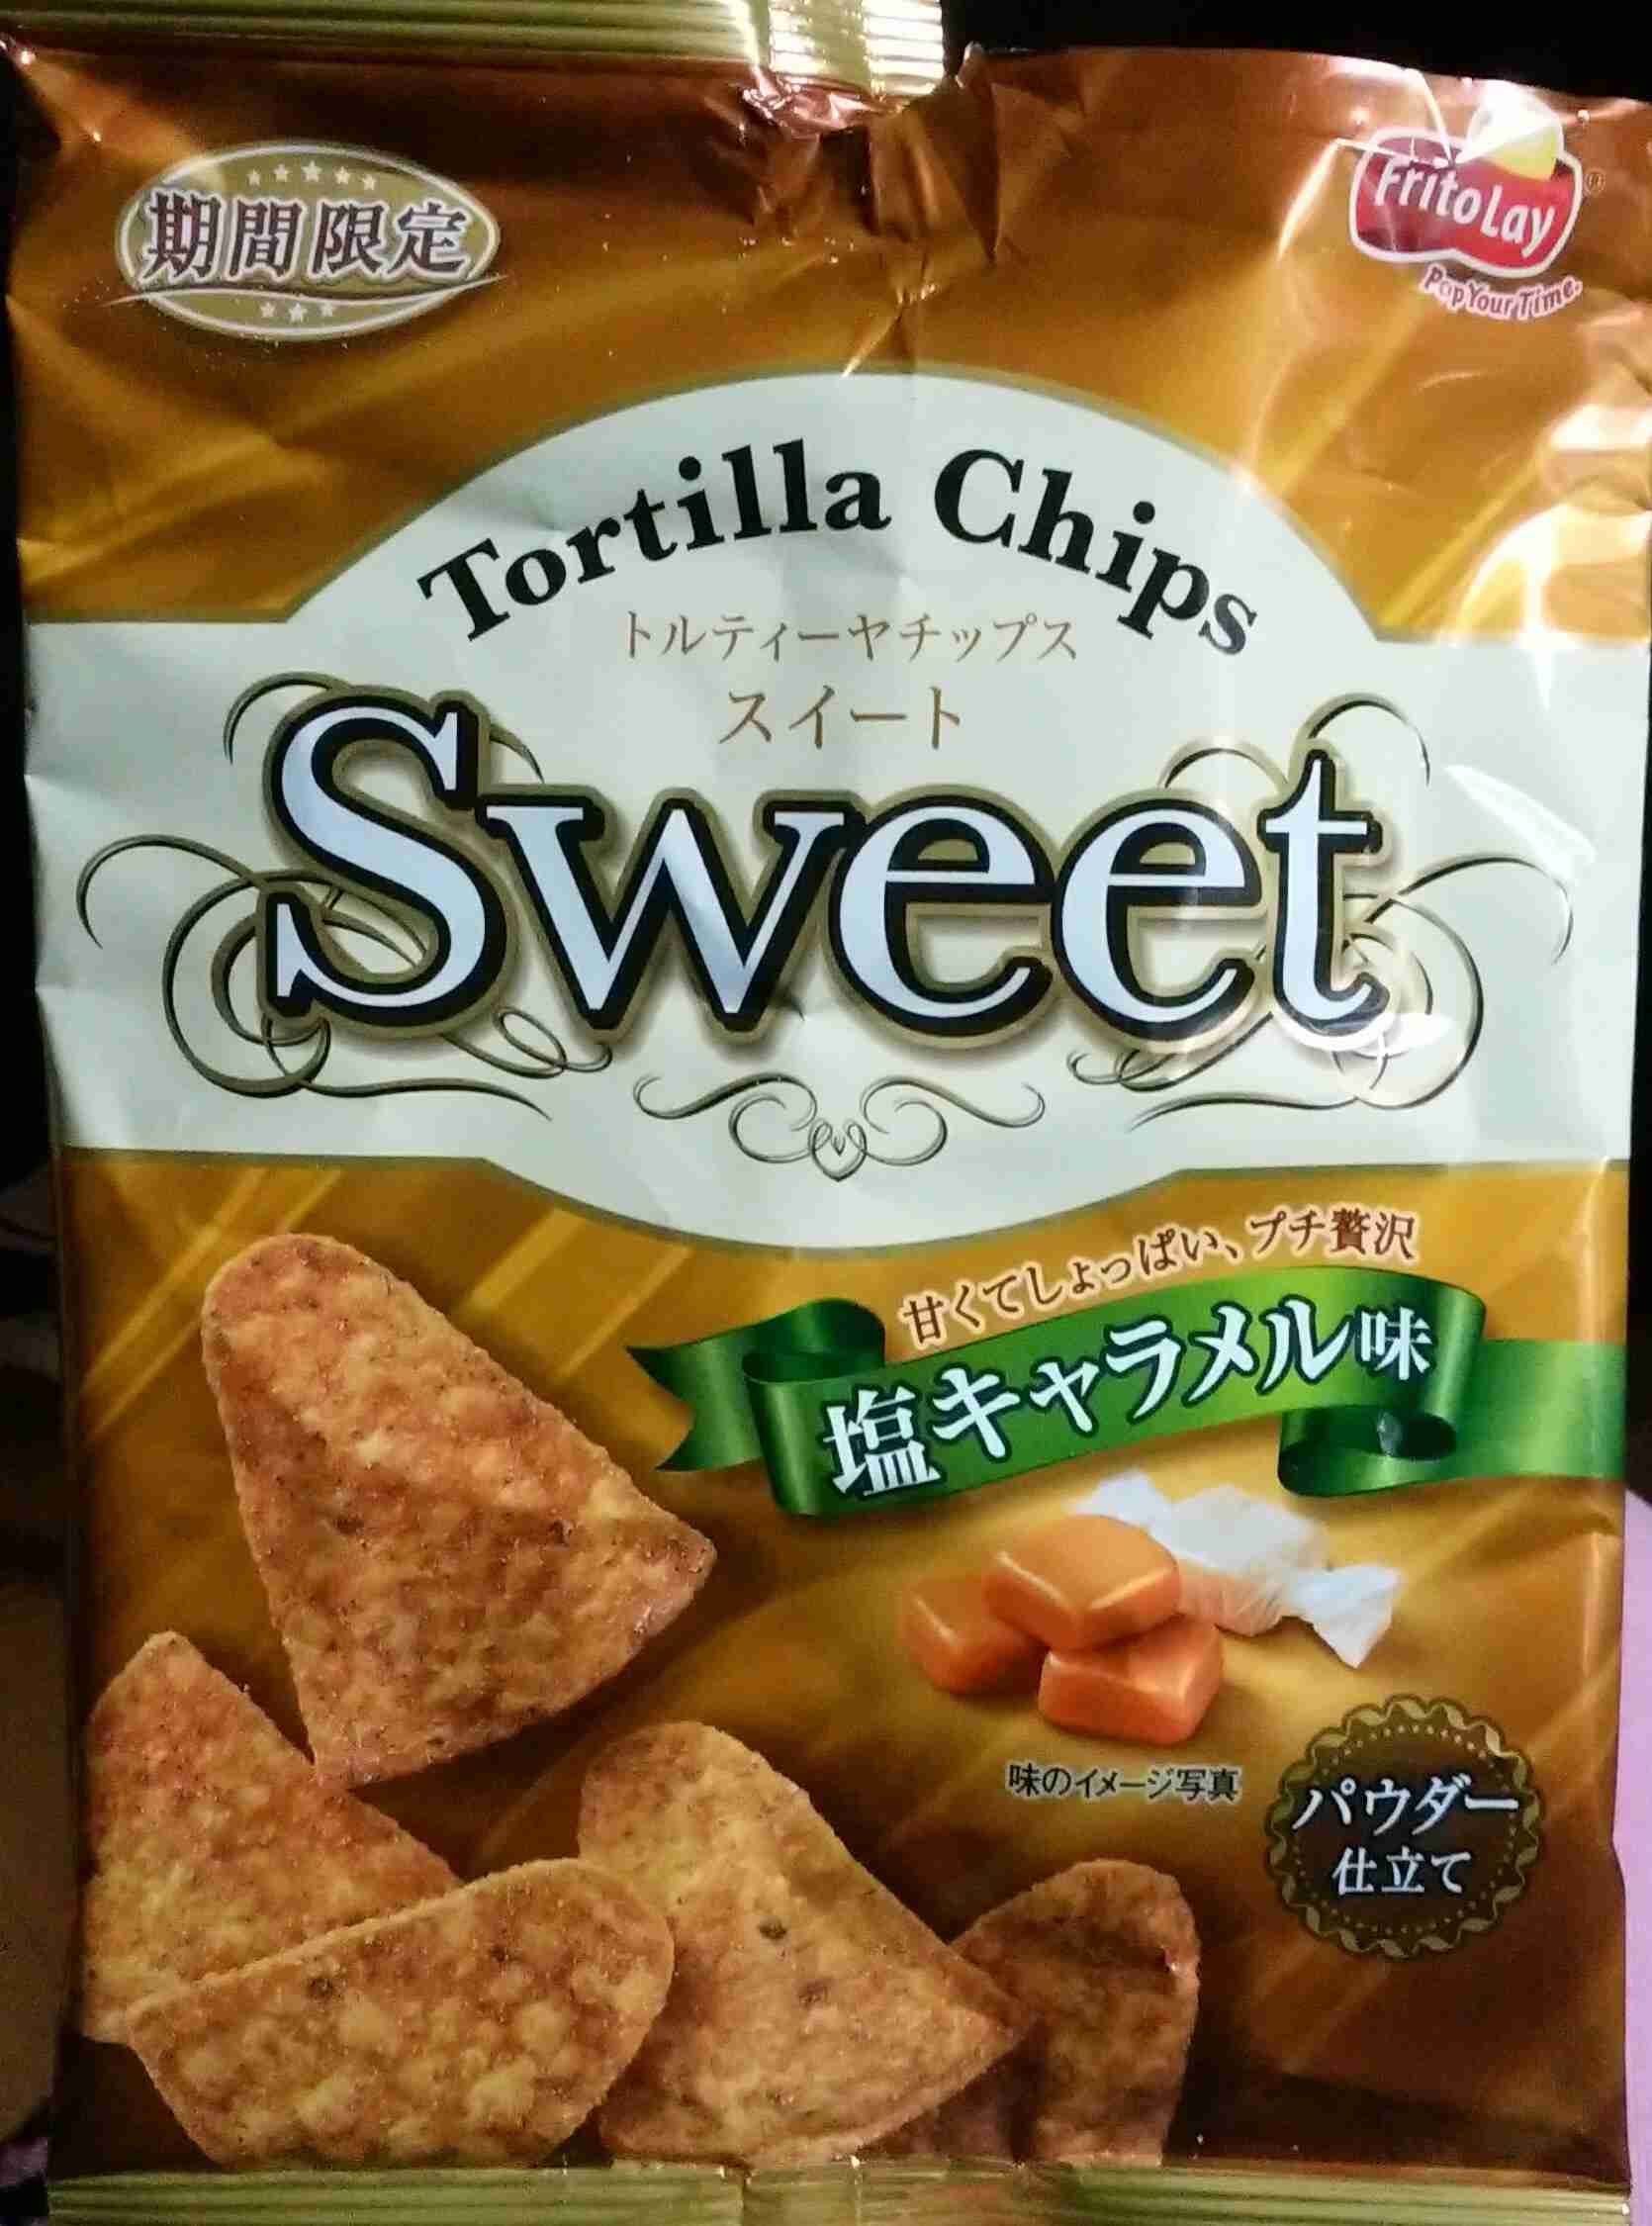 期間限定
FritoLay
Pop Your Time.
Tortilla Chips
トルティーヤチップス
スイート
Sweet
甘くてしょっぱい、プチ贅沢
塩キャラメル味
味のイメージ写真
パウダー
仕立て